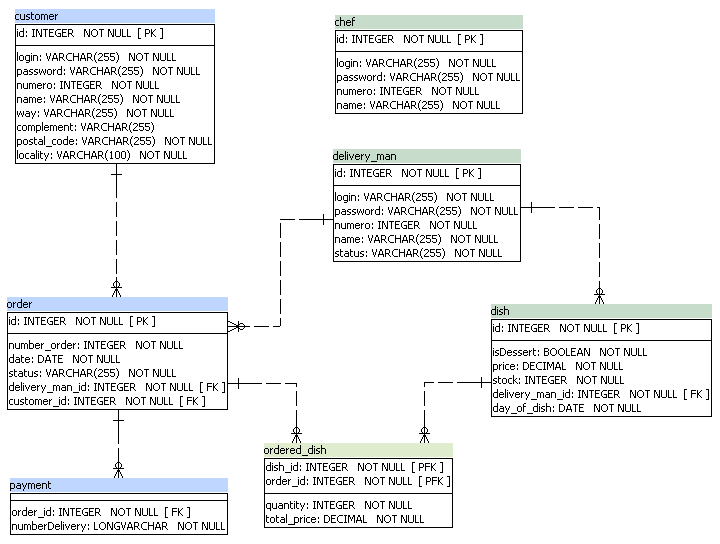 customer
id: INTEGER NOT NULL [ PK ]
login: VARCHAR(255) NOT NULL
password: VARCHAR(255) NOT NULL
numero: INTEGER NOT NULL
name: VARCHAR(255) NOT NULL
way: VARCHAR(255) NOT NULL
complement: VARCHAR(255)
postal_code: VARCHAR(255) NOT NULL
locality: VARCHAR(100) NOT NULL
chef
id: INTEGER NOT NULL [ PK ]
login: VARCHAR(255) NOT NULL
password: VARCHAR(255) NOT NULL
numero: INTEGER NOT NULL
name: VARCHAR(255) NOT NULL
delivery_man
id: INTEGER NOT NULL [ PK ]
login: VARCHAR(255) NOT NULL
password: VARCHAR(255) NOT NULL
numero: INTEGER NOT NULL
name: VARCHAR(255) NOT NULL
status: VARCHAR(255) NOT NULL
order
id: INTEGER NOT NULL [ PK ]
number_order: INTEGER NOT NULL
date: DATE NOT NULL
status: VARCHAR(255) NOT NULL
delivery_man_id: INTEGER NOT NULL [ FK ]
customer_id: INTEGER NOT NULL [ FK ]
dish
id: INTEGER NOT NULL [ PK ]
isDessert: BOOLEAN NOT NULL
price: DECIMAL NOT NULL
stock: INTEGER NOT NULL
delivery_man_id: INTEGER NOT NULL [ FK ]
day_of_dish: DATE NOT NULL
ordered_dish
dish_id: INTEGER NOT NULL [ PFK ]
order_id: INTEGER NOT NULL [ PFK ]
quantity: INTEGER NOT NULL
total_price: DECIMAL NOT NULL
payment
order_id: INTEGER NOT NULL [ FK ]
numberDelivery: LONGVARCHAR NOT NULL